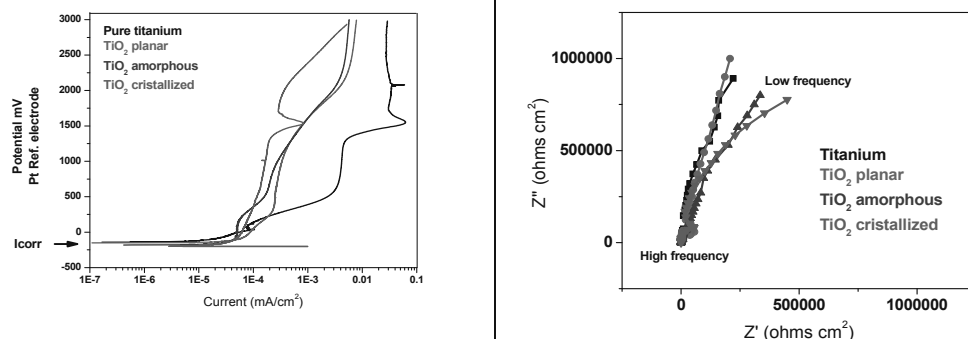 3000
2500
2000
1500
1000
500
0
-500
Potential mV
Pt Ref. electrode
Pure titanium
TiO2 planar
TiO2 amorphous
TiO2 cristallized
Icorr
1E-7 1E-6 1E-5 1E-4 1E-3 0.01 0.1
Current (mA/cm2)
1000000
500000
0
Z" (ohms cm2)
Low frequency
Titanium
TiO2 planar
TiO2 amorphous
TiO2 cristallized
High frequency
0 500000 1000000
Z' (ohms cm2)